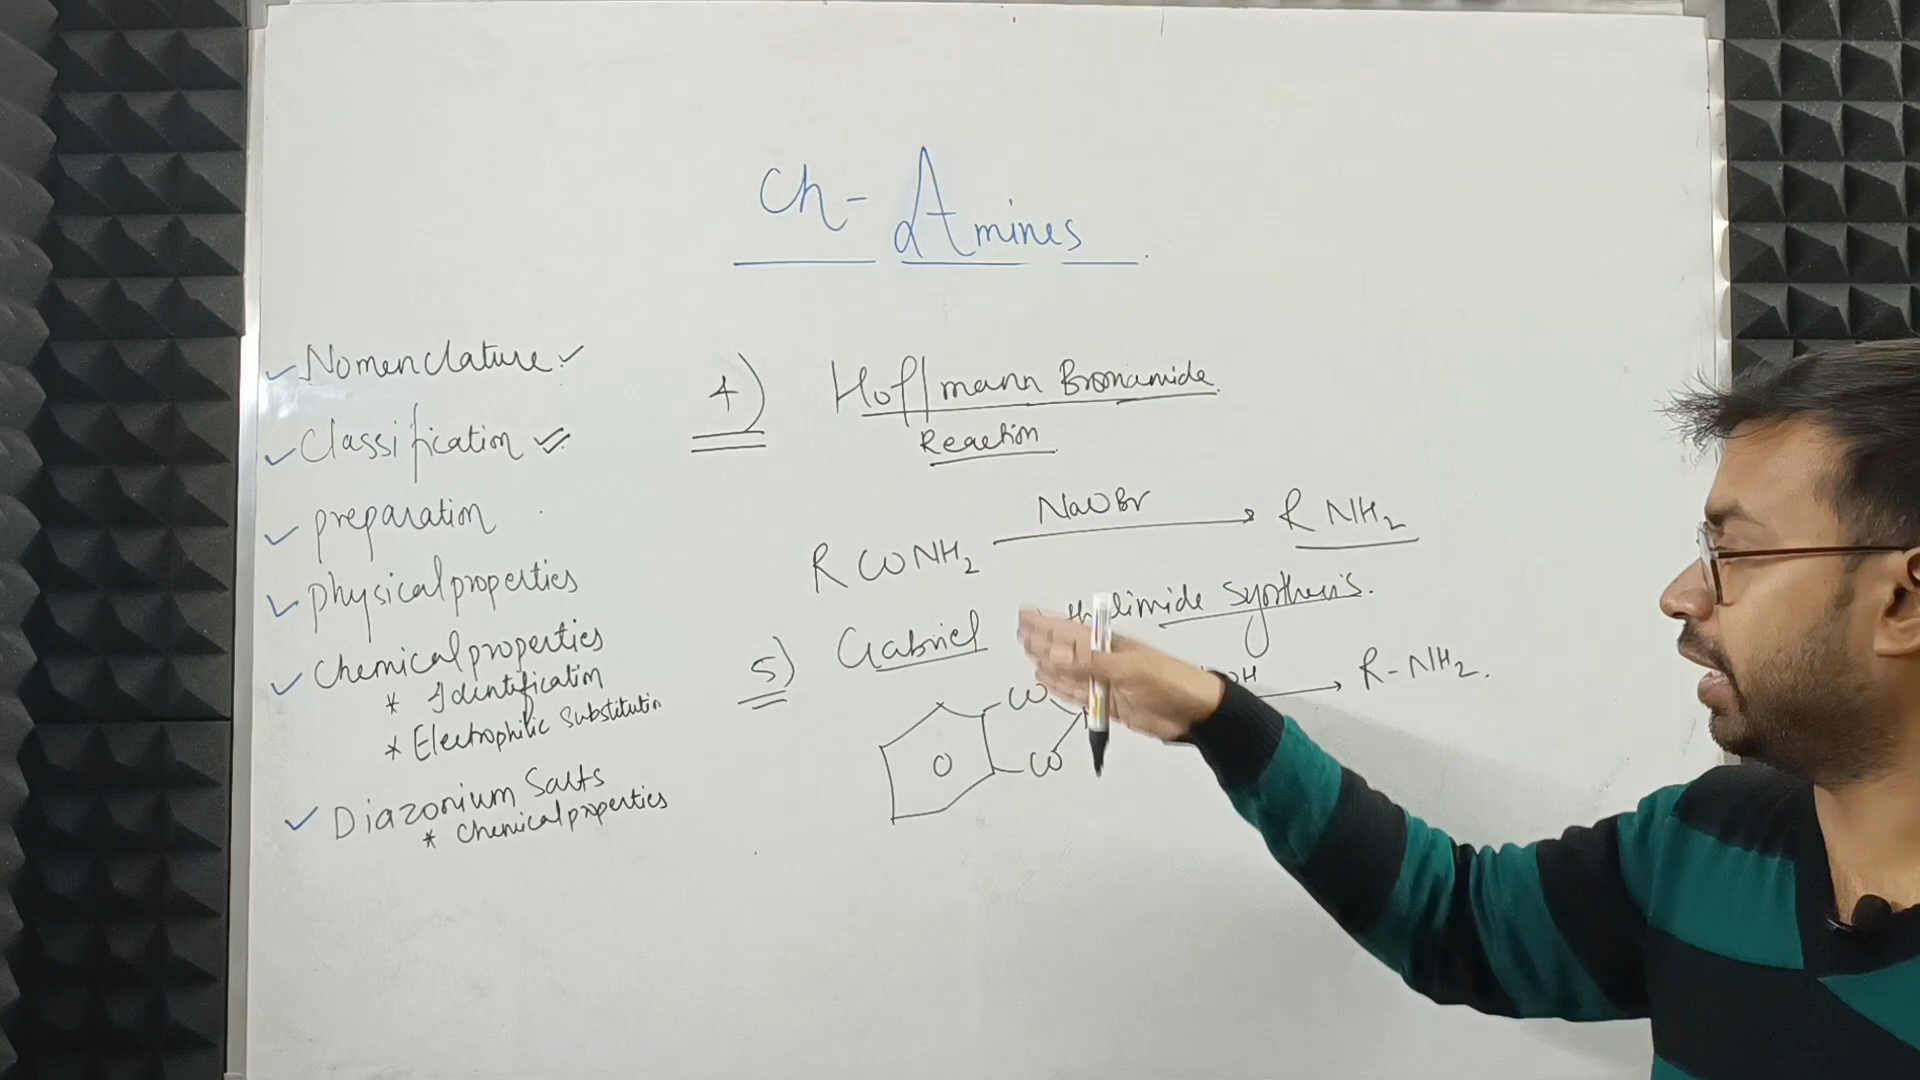 Ch- Amines
Nomenclature
Classification
preparation
physical properties
Chemical properties
* Identification
* Electrophilic Substitution
Diazonium Salts
* Chemical properties
4) Hoffmann Bromamide
Reaction
RCONH₂ NaOBr → RNH₂
5) Gabriel synthesis.
CO
CO
O
→ R-NH₂.